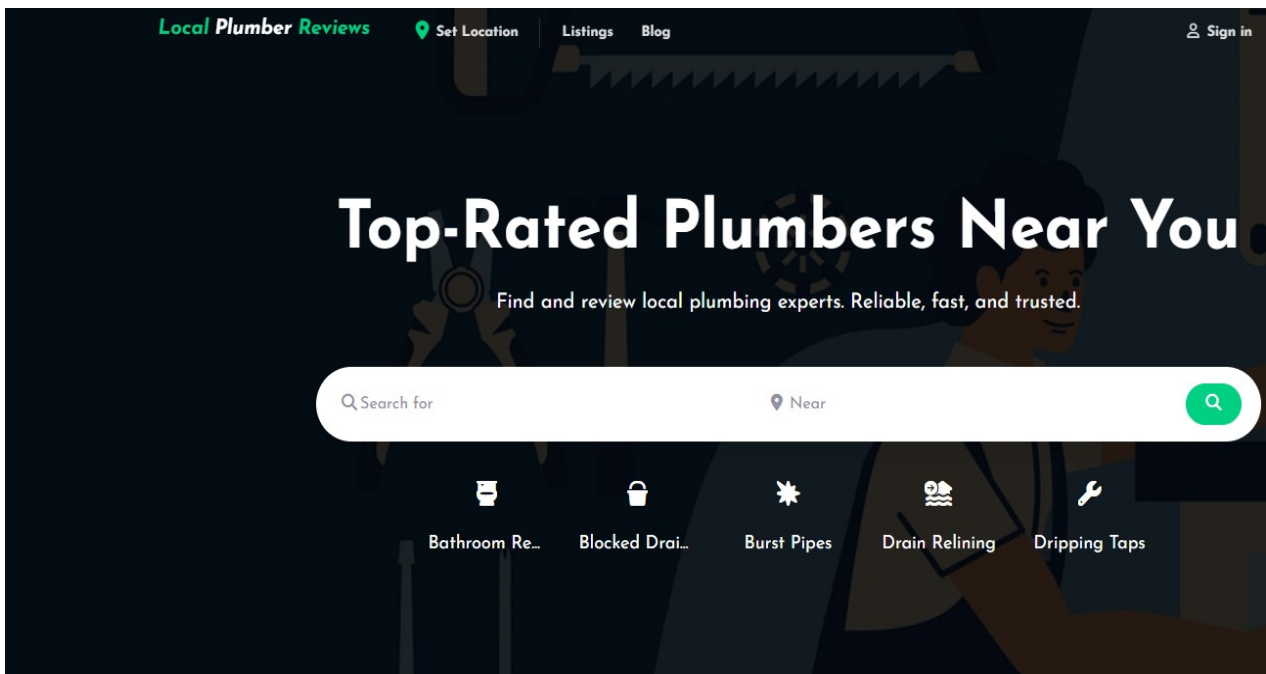 Local Plumber Reviews Set Location Listings Blog Sign in
Top-Rated Plumbers Near You
Find and review local plumbing experts. Reliable, fast, and trusted.
Search for Near
Bathroom Re... Blocked Drai... Burst Pipes Drain Relining Dripping Taps